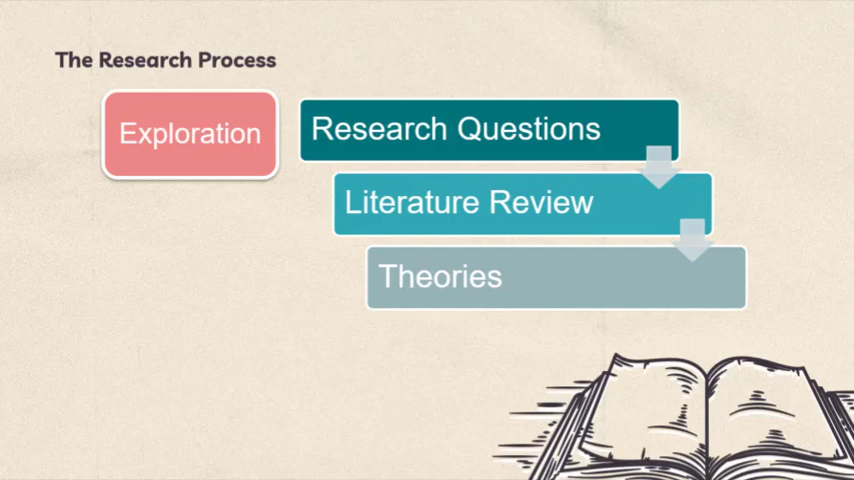 The Research Process
Exploration
Research Questions
Literature Review
Theories